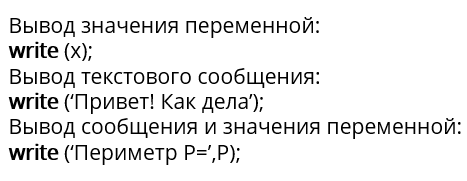 Вывод значения переменной:
write (x);
Вывод текстового сообщения:
write (‘Привет! Как дела’);
Вывод сообщения и значения переменной:
write (‘Периметр P=’,P);